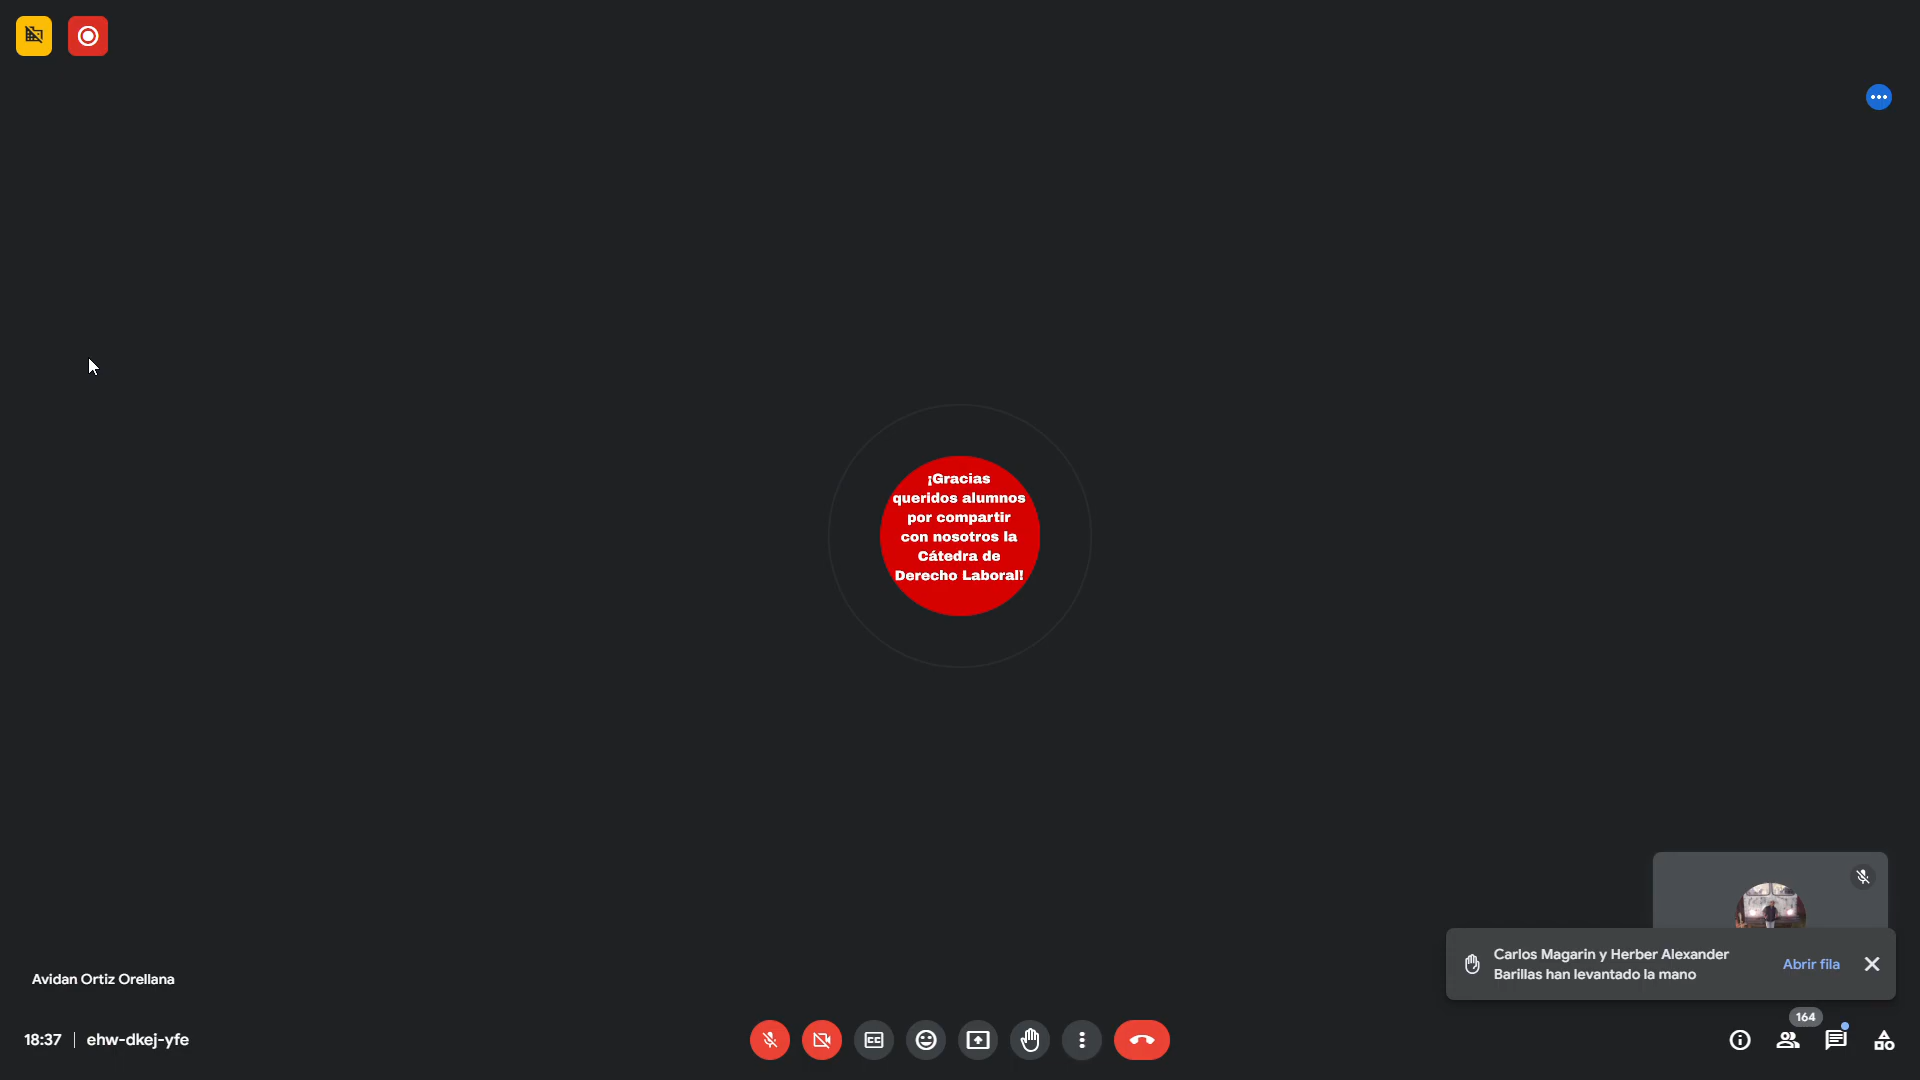 ¡Gracias
queridos alumnos
por compartir
con nosotros la
Cátedra de
Derecho Laboral!
Avidan Ortiz Orellana
Carlos Magarin y Herber Alexander
Barillas han levantado la mano
Abrir fila
18:37 | ehw-dkej-yfe
164